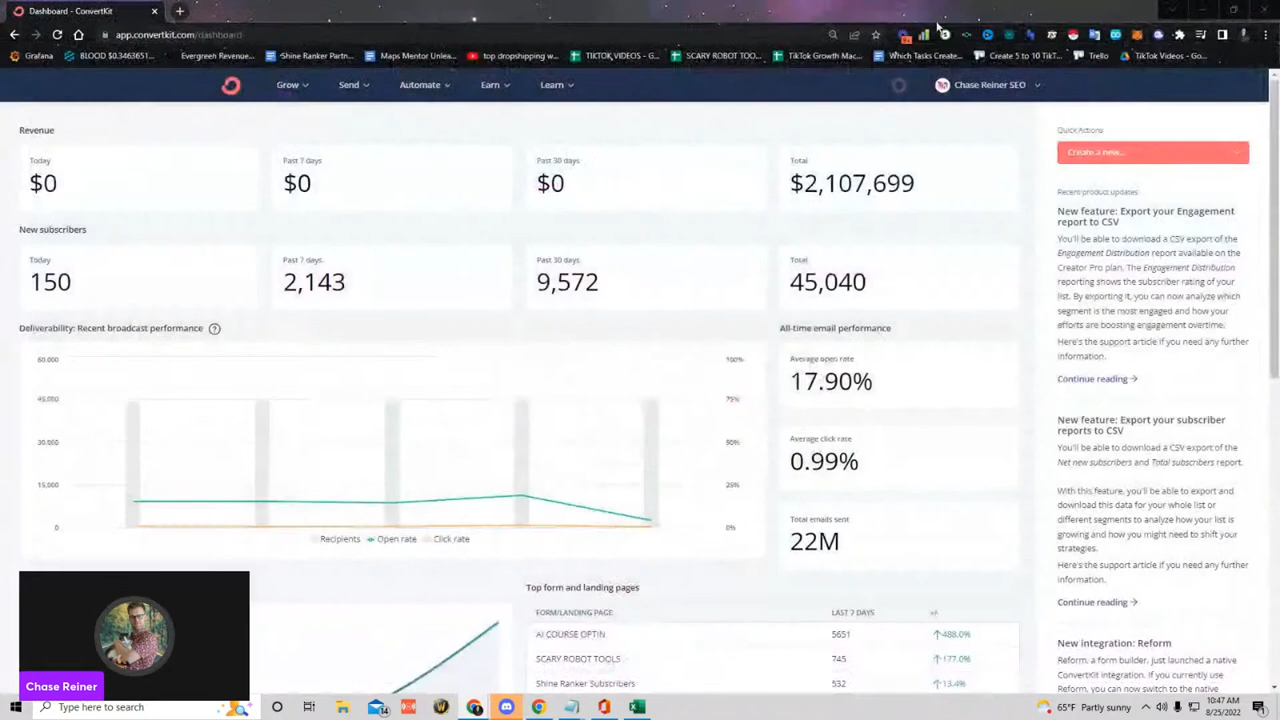 Dashboard - ConvertKit
app.convertkit.com/dashboard
Grafana
BLOOD $0.3463651...
Evergreen Revenue...
Shine Ranker Partn...
Maps Mentor Unlea...
top dropshipping w...
TIKTOK VIDEOS - G...
SCARY ROBOT TOO...
TikTok Growth Mas...
Which Tasks Create...
Create 5 to 10 TikT...
Trello
TikTok Videos - Go...
Grow
Send
Automate
Earn
Learn
Chase Reiner SEO
Revenue
Today
$0
Past 7 days
$0
Past 30 days
$0
Total
$2,107,699
New subscribers
Today
150
Past 7 days
2,143
Past 30 days
9,572
Total
45,040
Deliverability: Recent broadcast performance ?
60,000
45,000
30,000
15,000
0
100%
75%
50%
25%
0%
Recipients
Open rate
Click rate
All-time email performance
Average open rate
17.90%
Average click rate
0.99%
Total emails sent
22M
Top form and landing pages
FORM/LANDING PAGE
LAST 7 DAYS
+/-
AI COURSE OPTIN
5651
↑488.0%
SCARY ROBOT TOOLS
745
↑177.0%
Shine Ranker Subscribers
532
↑13.4%
Quick Actions
Create a new...
Recent product updates
New feature: Export your Engagement
report to CSV
You'll be able to download a CSV export of the
Engagement Distribution report available on the
Creator Pro plan. The Engagement Distribution
reporting shows the subscriber rating of your
list. By exporting it, you can now analyze which
segment is the most engaged and how your
efforts are boosting engagement overtime.
Here's the support article if you need any further
information.
Continue reading →
New feature: Export your subscriber
reports to CSV
You'll be able to download a CSV export of the
Net new subscribers and Total subscribers report.
With this feature, you'll be able to export and
download this data for your whole list or
different segments to analyze how your list is
growing and how you might need to shift your
strategies.
Here's the support article if you need any further
information.
Continue reading →
New integration: Reform
Reform, a form builder, just launched a native
ConvertKit integration. If you currently use
Reform, you can now switch to the native
Chase Reiner
Type here to search
65°F Partly sunny
10:47 AM
8/25/2022